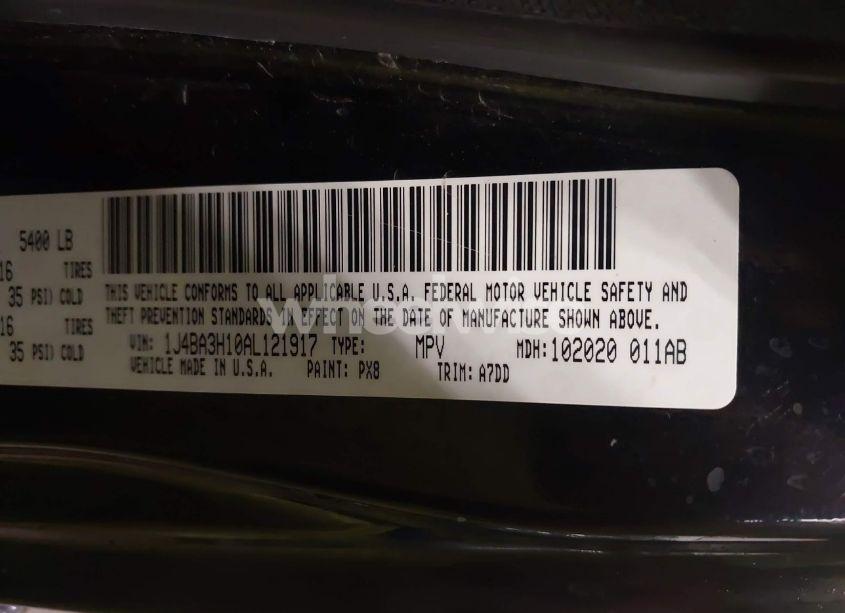 5400 LB
16 TIRES
35 PSI) COLD
16 TIRES
35 PSI) COLD
THIS VEHICLE CONFORMS TO ALL APPLICABLE U.S.A. FEDERAL MOTOR VEHICLE SAFETY AND
THEFT PREVENTION STANDARDS IN EFFECT ON THE DATE OF MANUFACTURE SHOWN ABOVE.
VIN: 1J4BA3H10AL121917 TYPE: MPV MDH: 102020 011AB
VEHICLE MADE IN U.S.A. PAINT: PX8 TRIM: A7DD